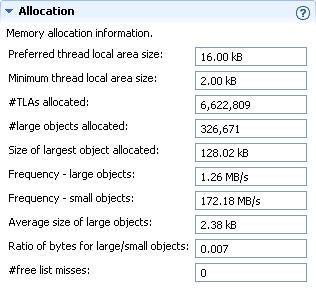 Allocation
Memory allocation information.
Preferred thread local area size: 16.00 kB
Minimum thread local area size: 2.00 kB
#TLAs allocated: 6,622,809
#large objects allocated: 326,671
Size of largest object allocated: 128.02 kB
Frequency - large objects: 1.26 MB/s
Frequency - small objects: 172.18 MB/s
Average size of large objects: 2.38 kB
Ratio of bytes for large/small objects: 0.007
#free list misses: 0